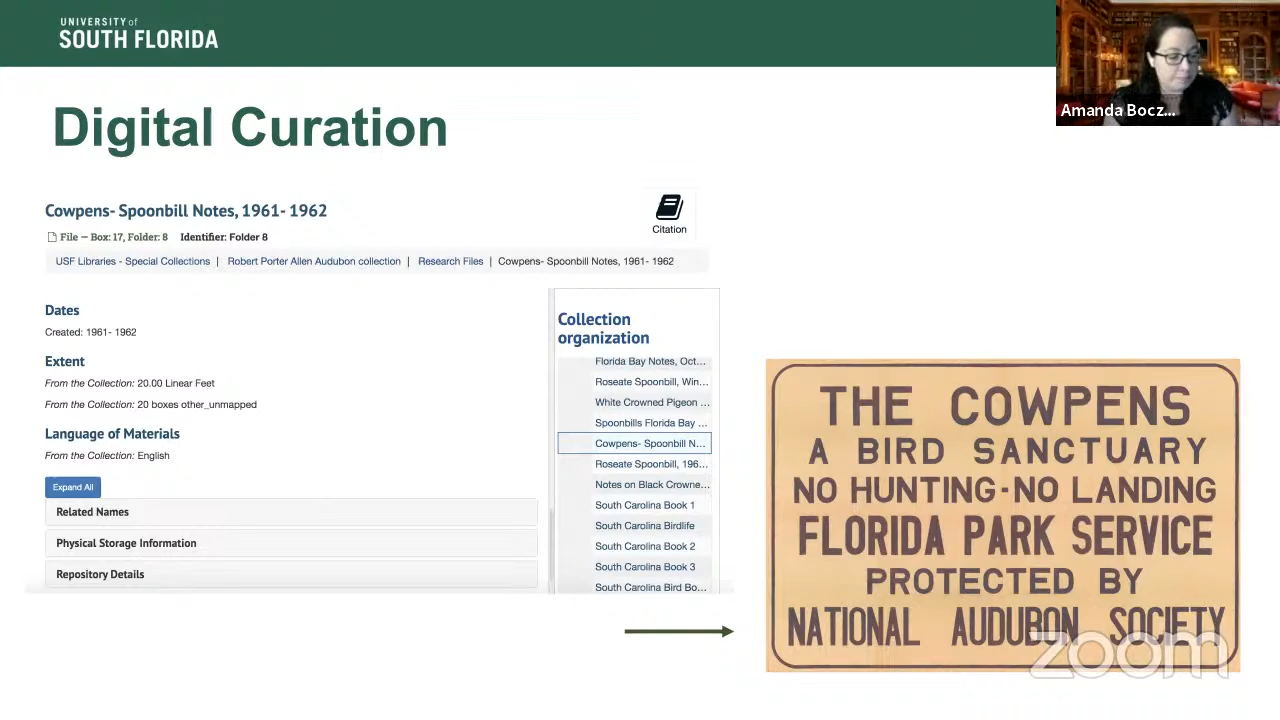 UNIVERSITY of
SOUTH FLORIDA
Amanda Bocz...
Digital Curation
Cowpens- Spoonbill Notes, 1961- 1962
Citation
File — Box: 17, Folder: 8 Identifier: Folder 8
USF Libraries - Special Collections | Robert Porter Allen Audubon collection | Research Files | Cowpens- Spoonbill Notes, 1961- 1962
Dates
Created: 1961- 1962
Extent
From the Collection: 20.00 Linear Feet
From the Collection: 20 boxes other_unmapped
Language of Materials
From the Collection: English
Expand All
Related Names
Physical Storage Information
Repository Details
Collection
organization
Florida Bay Notes, Oct...
Roseate Spoonbill, Win...
White Crowned Pigeon ...
Spoonbills Florida Bay ...
Cowpens- Spoonbill N...
Roseate Spoonbill, 196...
Notes on Black Crowne...
South Carolina Book 1
South Carolina Birdlife
South Carolina Book 2
South Carolina Book 3
South Carolina Bird Bo...
THE COWPENS
A BIRD SANCTUARY
NO HUNTING-NO LANDING
FLORIDA PARK SERVICE
PROTECTED BY
NATIONAL AUDUBON SOCIETY
zoom